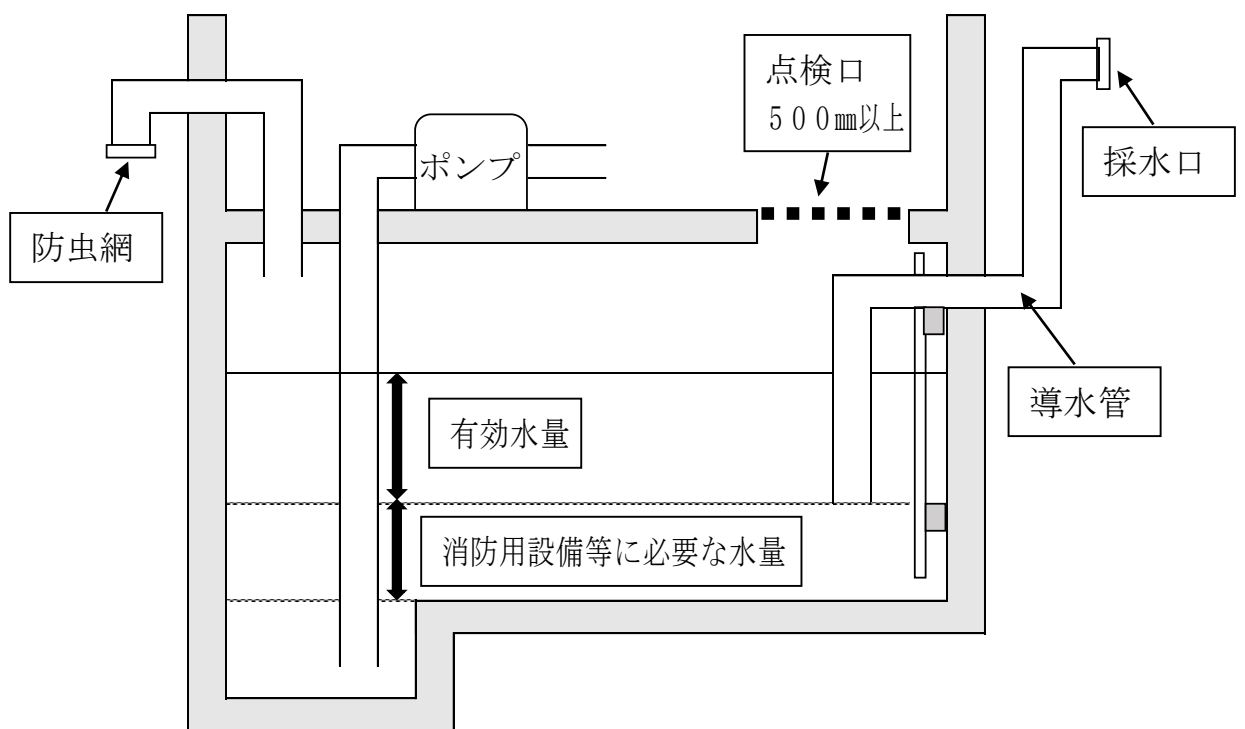 点検口
500㎜以上
ポンプ
採水口
防虫網
導水管
有効水量
消防用設備等に必要な水量